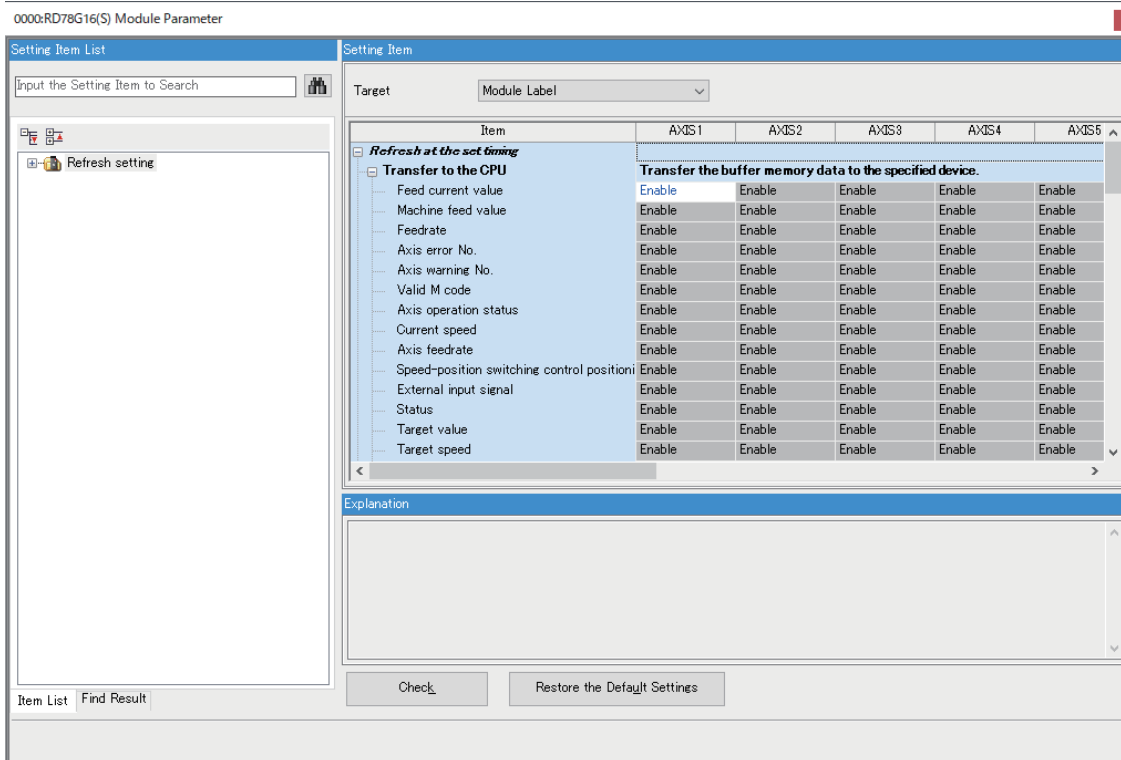 0000:RD78G16(S) Module Parameter
Setting Item List
Input the Setting Item to Search
Refresh setting
Item List Find Result
Setting Item
Target Module Label
Item AXIS1 AXIS2 AXIS3 AXIS4 AXIS5
Refresh at the set timing
Transfer to the CPU Transfer the buffer memory data to the specified device.
Feed current value Enable Enable Enable Enable Enable
Machine feed value Enable Enable Enable Enable Enable
Feedrate Enable Enable Enable Enable Enable
Axis error No. Enable Enable Enable Enable Enable
Axis warning No. Enable Enable Enable Enable Enable
Valid M code Enable Enable Enable Enable Enable
Axis operation status Enable Enable Enable Enable Enable
Current speed Enable Enable Enable Enable Enable
Axis feedrate Enable Enable Enable Enable Enable
Speed-position switching control positioni Enable Enable Enable Enable Enable
External input signal Enable Enable Enable Enable Enable
Status Enable Enable Enable Enable Enable
Target value Enable Enable Enable Enable Enable
Target speed Enable Enable Enable Enable Enable
Explanation
Check Restore the Default Settings